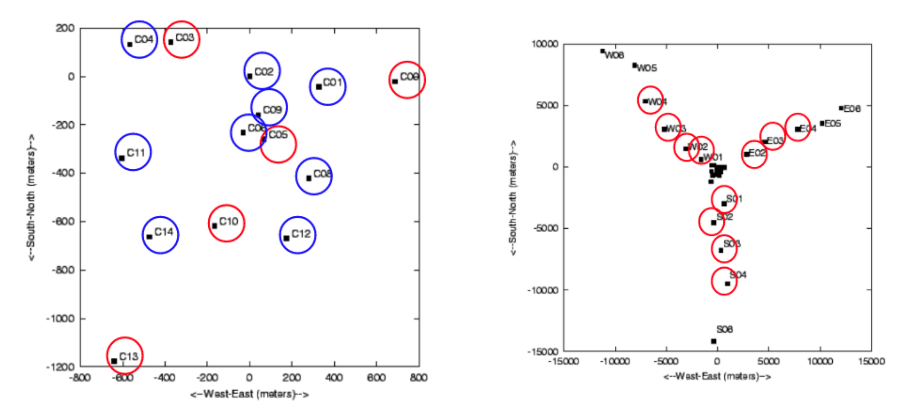 200
0
-200
-400
-600
-800
-1000
-1200
-800
-600
-400
-200
0
200
400
600
800
<--South-North (meters)-->
<--West-East (meters)-->
C04
C03
C02
C01
C09
C06
C05
C11
C08
C10
C14
C12
C13
10000
5000
0
-5000
-10000
-15000
-15000
-10000
-5000
0
5000
10000
15000
<--South-North (meters)-->
<--West-East (meters)-->
W06
W05
W04
W03
W02
W01
E06
E05
E04
E03
E02
S01
S02
S03
S04
S06